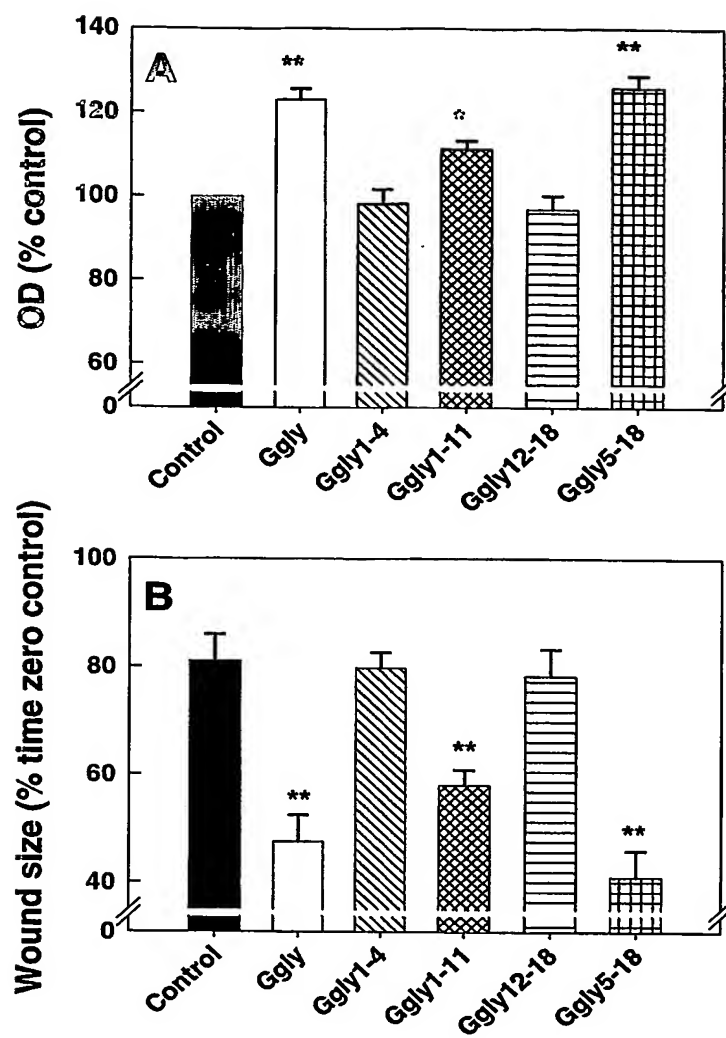 OD (% control)
140
120
100
80
60
0
A
**
*
**
Control
Ggly
Ggly1-4
Ggly1-11
Ggly12-18
Ggly5-18
Wound size (% time zero control)
100
80
60
40
0
B
**
**
**
Control
Ggly
Ggly1-4
Ggly1-11
Ggly12-18
Ggly5-18